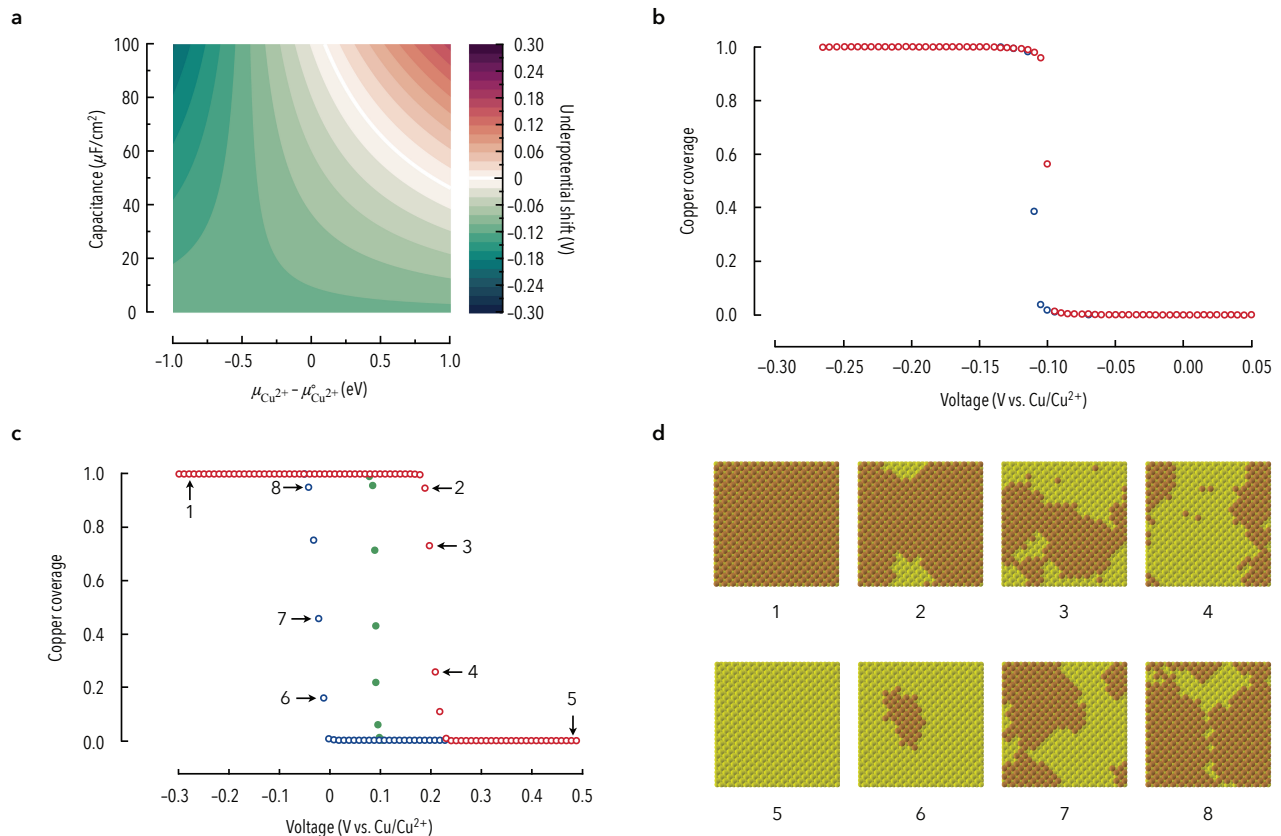 a
100
80
60
40
20
0
Capacitance (μF/cm²)
−1.0 −0.5 0 0.5 1.0
μCu²⁺ − μ°Cu²⁺ (eV)
0.30
0.24
0.18
0.12
0.06
0
−0.06
−0.12
−0.18
−0.24
−0.30
Underpotential shift (V)
b
1.0
0.8
0.6
0.4
0.2
0.0
Copper coverage
−0.30 −0.25 −0.20 −0.15 −0.10 −0.05 0.00 0.05
Voltage (V vs. Cu/Cu²⁺)
c
1.0
0.8
0.6
0.4
0.2
0.0
Copper coverage
1
8
2
3
7
4
6
5
−0.3 −0.2 −0.1 0 0.1 0.2 0.3 0.4 0.5
Voltage (V vs. Cu/Cu²⁺)
d
1 2 3 4
5 6 7 8